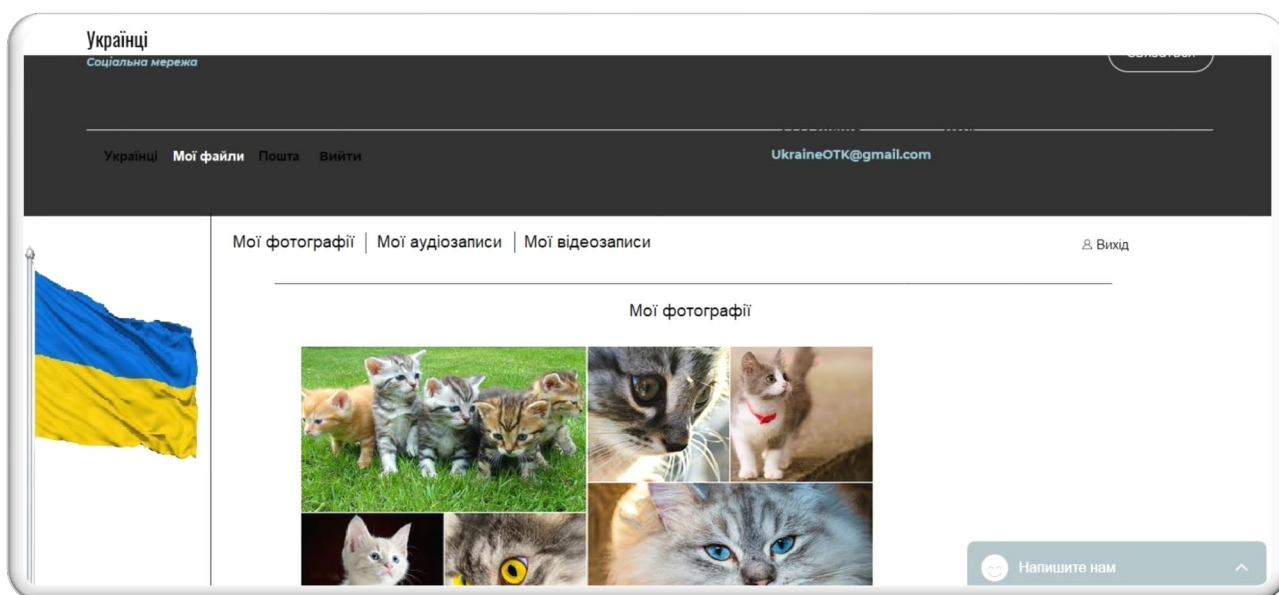 Українці
Соціальна мережа
Українці Мої файли Пошта Вийти
UkraineOTK@gmail.com
Мої фотографії Мої аудіозаписи Мої відеозаписи
Вихід
Мої фотографії
Напишите нам